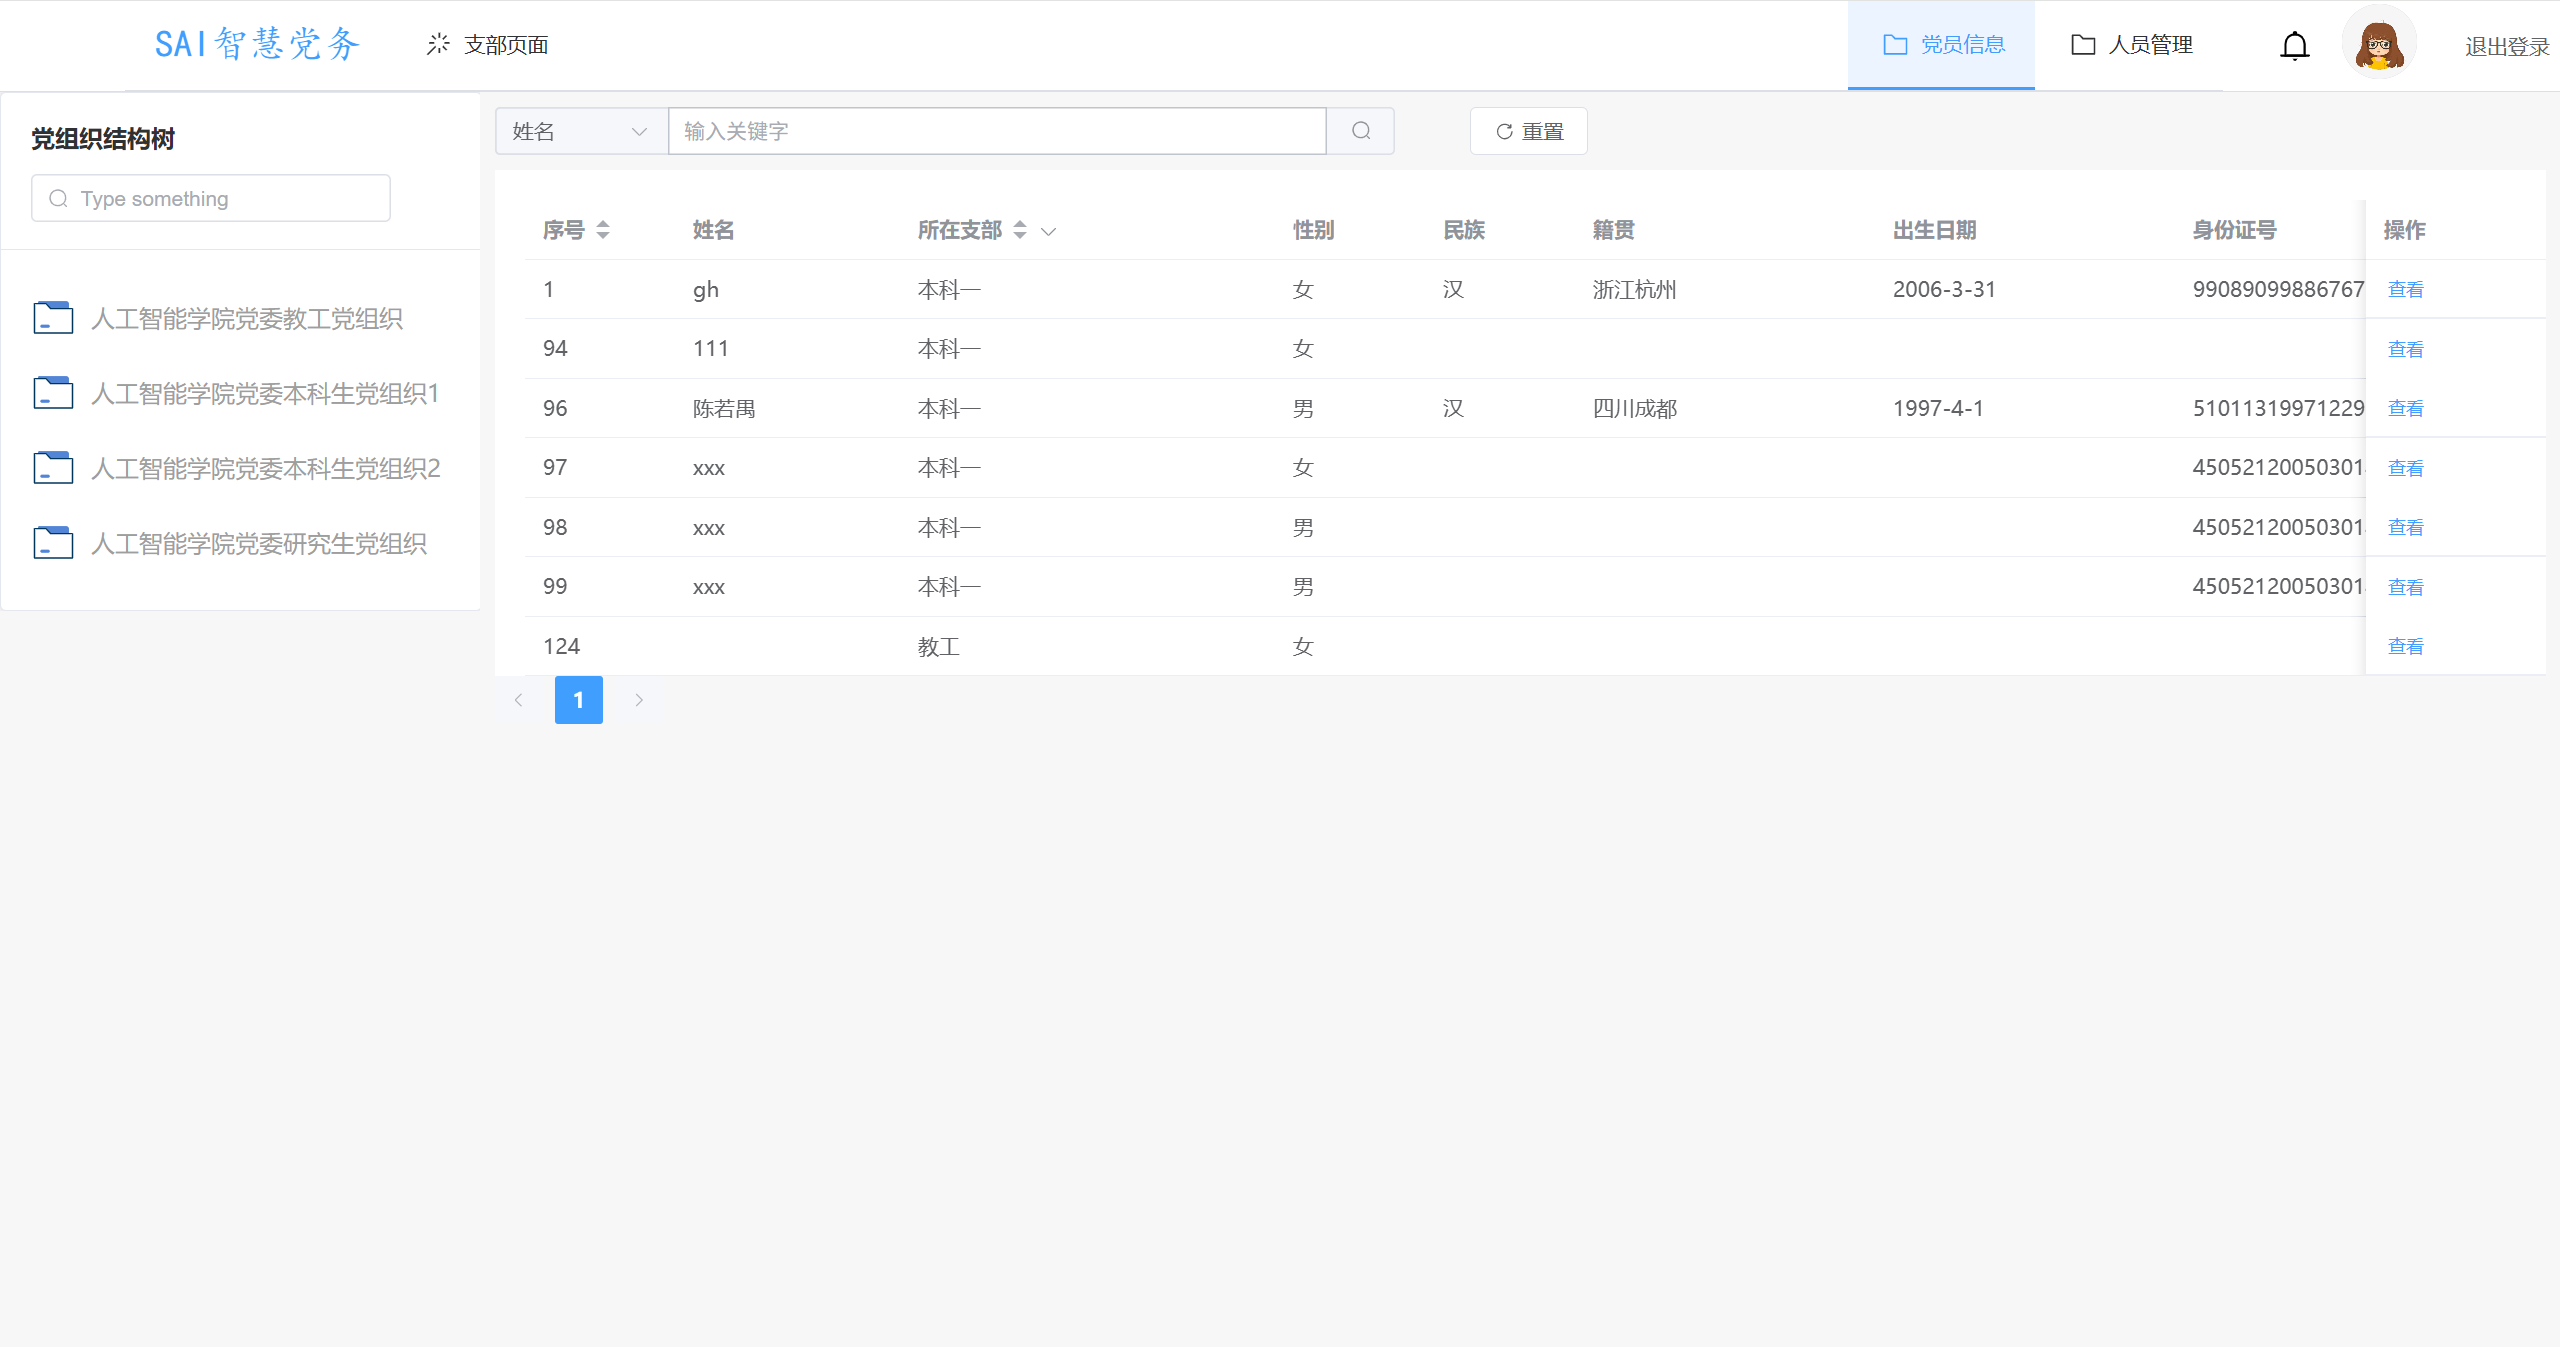 SAI智慧党务 支部页面 党员信息 人员管理 退出登录
党组织结构树
Type something
人工智能学院党委教工党组织
人工智能学院党委本科生党组织1
人工智能学院党委本科生党组织2
人工智能学院党委研究生党组织
姓名 输入关键字 重置
序号 姓名 所在支部 性别 民族 籍贯 出生日期 身份证号 操作
1 gh 本科一 女 汉 浙江杭州 2006-3-31 99089099886767 查看
94 111 本科一 女 查看
96 陈若禺 本科一 男 汉 四川成都 1997-4-1 51011319971229 查看
97 xxx 本科一 女 45052120050301 查看
98 xxx 本科一 男 45052120050301 查看
99 xxx 本科一 男 45052120050301 查看
124 教工 女 查看
1